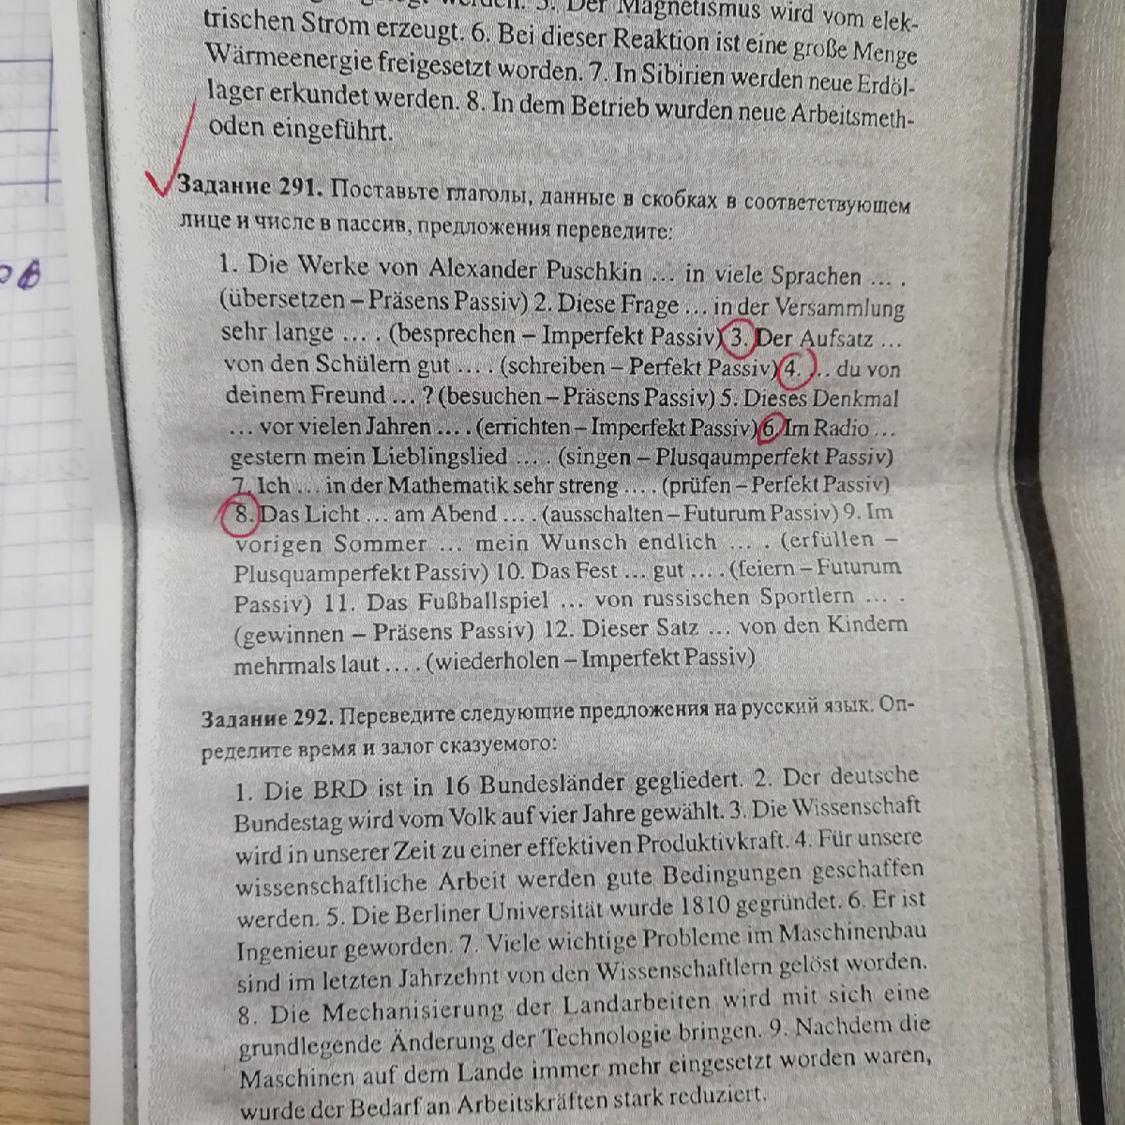 Der Magnetismus wird vom elek-
trischen Strom erzeugt. 6. Bei dieser Reaktion ist eine große Menge
Wärmeenergie freigesetzt worden. 7. In Sibirien werden neue Erdöl-
lager erkundet werden. 8. In dem Betrieb wurden neue Arbeitsmeth-
oden eingeführt.
Задание 291. Поставьте глаголы, данные в скобках в соответствующем
лице и числе в пассив, предложения переведите:
1. Die Werke von Alexander Puschkin ... in viele Sprachen ... .
(übersetzen – Präsens Passiv) 2. Diese Frage ... in der Versammlung
sehr lange .... (besprechen – Imperfekt Passiv) 3. Der Aufsatz ...
von den Schülern gut .... (schreiben – Perfekt Passiv) 4. ... du von
deinem Freund ... ? (besuchen – Präsens Passiv) 5. Dieses Denkmal
... vor vielen Jahren .... (errichten – Imperfekt Passiv) 6. Im Radio ...
gestern mein Lieblingslied .... (singen – Plusqaumperfekt Passiv)
7. Ich ... in der Mathematik sehr streng .... (prüfen – Perfekt Passiv)
8. Das Licht ... am Abend .... (ausschalten – Futurum Passiv) 9. Im
vorigen Sommer ... mein Wunsch endlich ... . (erfüllen –
Plusquamperfekt Passiv) 10. Das Fest ... gut .... (feiern – Futurum
Passiv) 11. Das Fußballspiel ... von russischen Sportlern ... .
(gewinnen – Präsens Passiv) 12. Dieser Satz ... von den Kindern
mehrmals laut .... (wiederholen – Imperfekt Passiv)
Задание 292. Переведите следующие предложения на русский язык. Оп-
ределите время и залог сказуемого:
1. Die BRD ist in 16 Bundesländer gegliedert. 2. Der deutsche
Bundestag wird vom Volk auf vier Jahre gewählt. 3. Die Wissenschaft
wird in unserer Zeit zu einer effektiven Produktivkraft. 4. Für unsere
wissenschaftliche Arbeit werden gute Bedingungen geschaffen
werden. 5. Die Berliner Universität wurde 1810 gegründet. 6. Er ist
Ingenieur geworden. 7. Viele wichtige Probleme im Maschinenbau
sind im letzten Jahrzehnt von den Wissenschaftlern gelöst worden.
8. Die Mechanisierung der Landarbeiten wird mit sich eine
grundlegende Änderung der Technologie bringen. 9. Nachdem die
Maschinen auf dem Lande immer mehr eingesetzt worden waren,
wurde der Bedarf an Arbeitskräften stark reduziert.